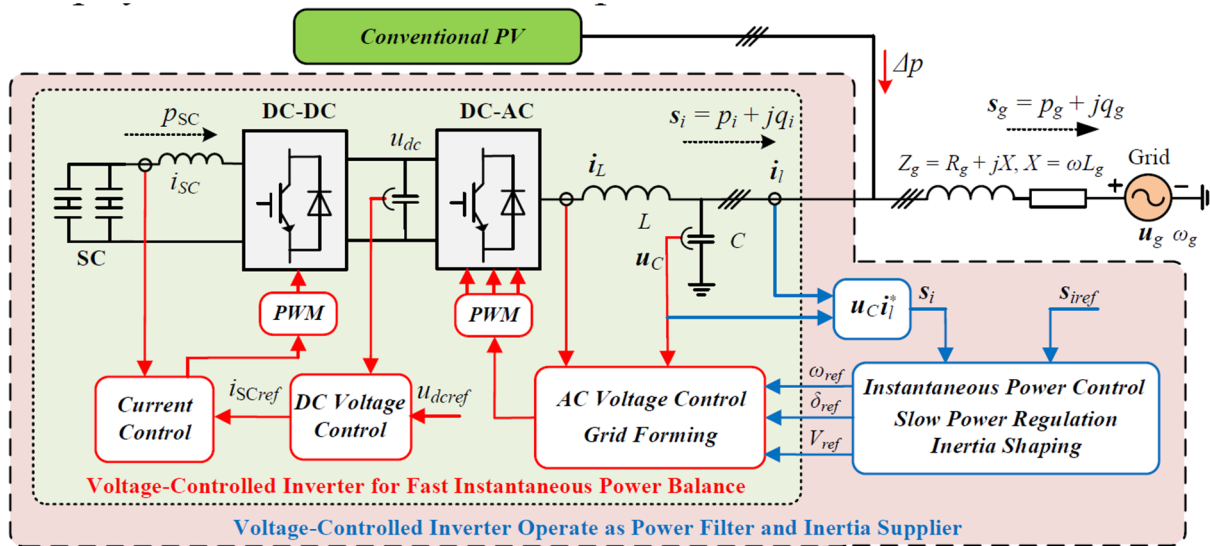 Conventional PV
Δp
DC-DC
DC-AC
p_SC
i_SC
u_dc
s_i = p_i + jq_i
s_g = p_g + jq_g
i_L
i_l
Z_g = R_g + jX, X = ωL_g
Grid
+
−
SC
L
C
u_C
u_g ω_g
PWM
PWM
u_C i_l^*
s_i
s_iref
Current
Control
i_SCref
DC Voltage
Control
u_dcref
AC Voltage Control
Grid Forming
ω_ref
δ_ref
V_ref
Instantaneous Power Control
Slow Power Regulation
Inertia Shaping
Voltage-Controlled Inverter for Fast Instantaneous Power Balance
Voltage-Controlled Inverter Operate as Power Filter and Inertia Supplier